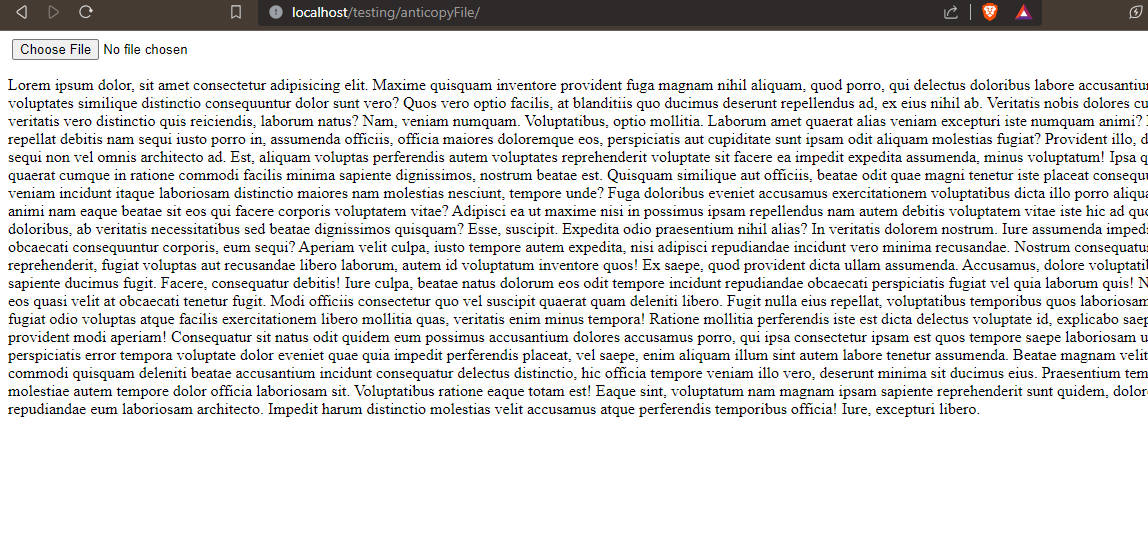 localhost/testing/anticopyFile/
Choose File No file chosen
Lorem ipsum dolor, sit amet consectetur adipisicing elit. Maxime quisquam inventore provident fuga magnam nihil aliquam, quod porro, qui delectus doloribus labore accusantiu
voluptates similique distinctio consequuntur dolor sunt vero? Quos vero optio facilis, at blanditiis quo ducimus deserunt repellendus ad, ex eius nihil ab. Veritatis nobis dolores cu
veritatis vero distinctio quis reiciendis, laborum natus? Nam, veniam numquam. Voluptatibus, optio mollitia. Laborum amet quaerat alias veniam excepturi iste numquam animi?
repellat debitis nam sequi iusto porro in, assumenda officiis, officia maiores doloremque eos, perspiciatis aut cupiditate sunt ipsam odit aliquam molestias fugiat? Provident illo, d
sequi non vel omnis architecto ad. Est, aliquam voluptas perferendis autem voluptates reprehenderit voluptate sit facere ea impedit expedita assumenda, minus voluptatum! Ipsa q
quaerat cumque in ratione commodi facilis minima sapiente dignissimos, nostrum beatae est. Quisquam similique aut officiis, beatae odit quae magni tenetur iste placeat consequu
veniam incidunt itaque laboriosam distinctio maiores nam molestias nesciunt, tempore unde? Fuga doloribus eveniet accusamus exercitationem voluptatibus dicta illo porro aliqua
animi nam eaque beatae sit eos qui facere corporis voluptatem vitae? Adipisci ea ut maxime nisi in possimus ipsam repellendus nam autem debitis voluptatem vitae iste hic ad quo
doloribus, ab veritatis necessitatibus sed beatae dignissimos quisquam? Esse, suscipit. Expedita odio praesentium nihil alias? In veritatis dolorem nostrum. Iure assumenda impedi
obcaecati consequuntur corporis, eum sequi? Aperiam velit culpa, iusto tempore autem expedita, nisi adipisci repudiandae incidunt vero minima recusandae. Nostrum consequatu
reprehenderit, fugiat voluptas aut recusandae libero laborum, autem id voluptatum inventore quos! Ex saepe, quod provident dicta ullam assumenda. Accusamus, dolore voluptati
sapiente ducimus fugit. Facere, consequatur debitis! Iure culpa, beatae natus dolorum eos odit tempore incidunt repudiandae obcaecati perspiciatis fugiat vel quia laborum quis! N
eos quasi velit at obcaecati tenetur fugit. Modi officiis consectetur quo vel suscipit quaerat quam deleniti libero. Fugit nulla eius repellat, voluptatibus temporibus quos laboriosam
fugiat odio voluptas atque facilis exercitationem libero mollitia quas, veritatis enim minus tempora! Ratione mollitia perferendis iste est dicta delectus voluptate id, explicabo saep
provident modi aperiam! Consequatur sit natus odit quidem eum possimus accusantium dolores accusamus porro, qui ipsa consectetur ipsam est quos tempore saepe laboriosam u
perspiciatis error tempora voluptate dolor eveniet quae quia impedit perferendis placeat, vel saepe, enim aliquam illum sint autem labore tenetur assumenda. Beatae magnam velit
commodi quisquam deleniti beatae accusantium incidunt consequatur delectus distinctio, hic officia tempore veniam illo vero, deserunt minima sit ducimus eius. Praesentium tem
molestiae autem tempore dolor officia laboriosam sit. Voluptatibus ratione eaque totam est! Eaque sint, voluptatum nam magnam ipsam sapiente reprehenderit sunt quidem, dolor
repudiandae eum laboriosam architecto. Impedit harum distinctio molestias velit accusamus atque perferendis temporibus officia! Iure, excepturi libero.